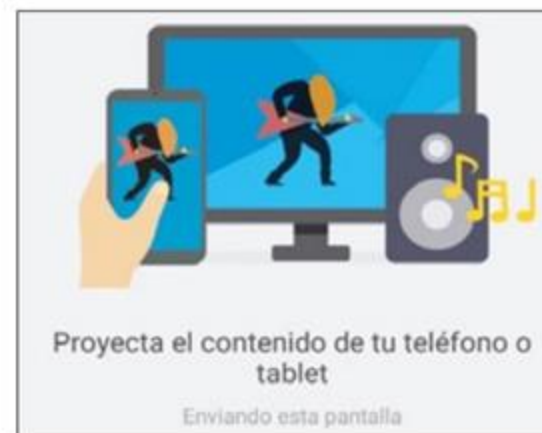 Proyecta el contenido de tu teléfono o
tablet
Enviando esta pantalla